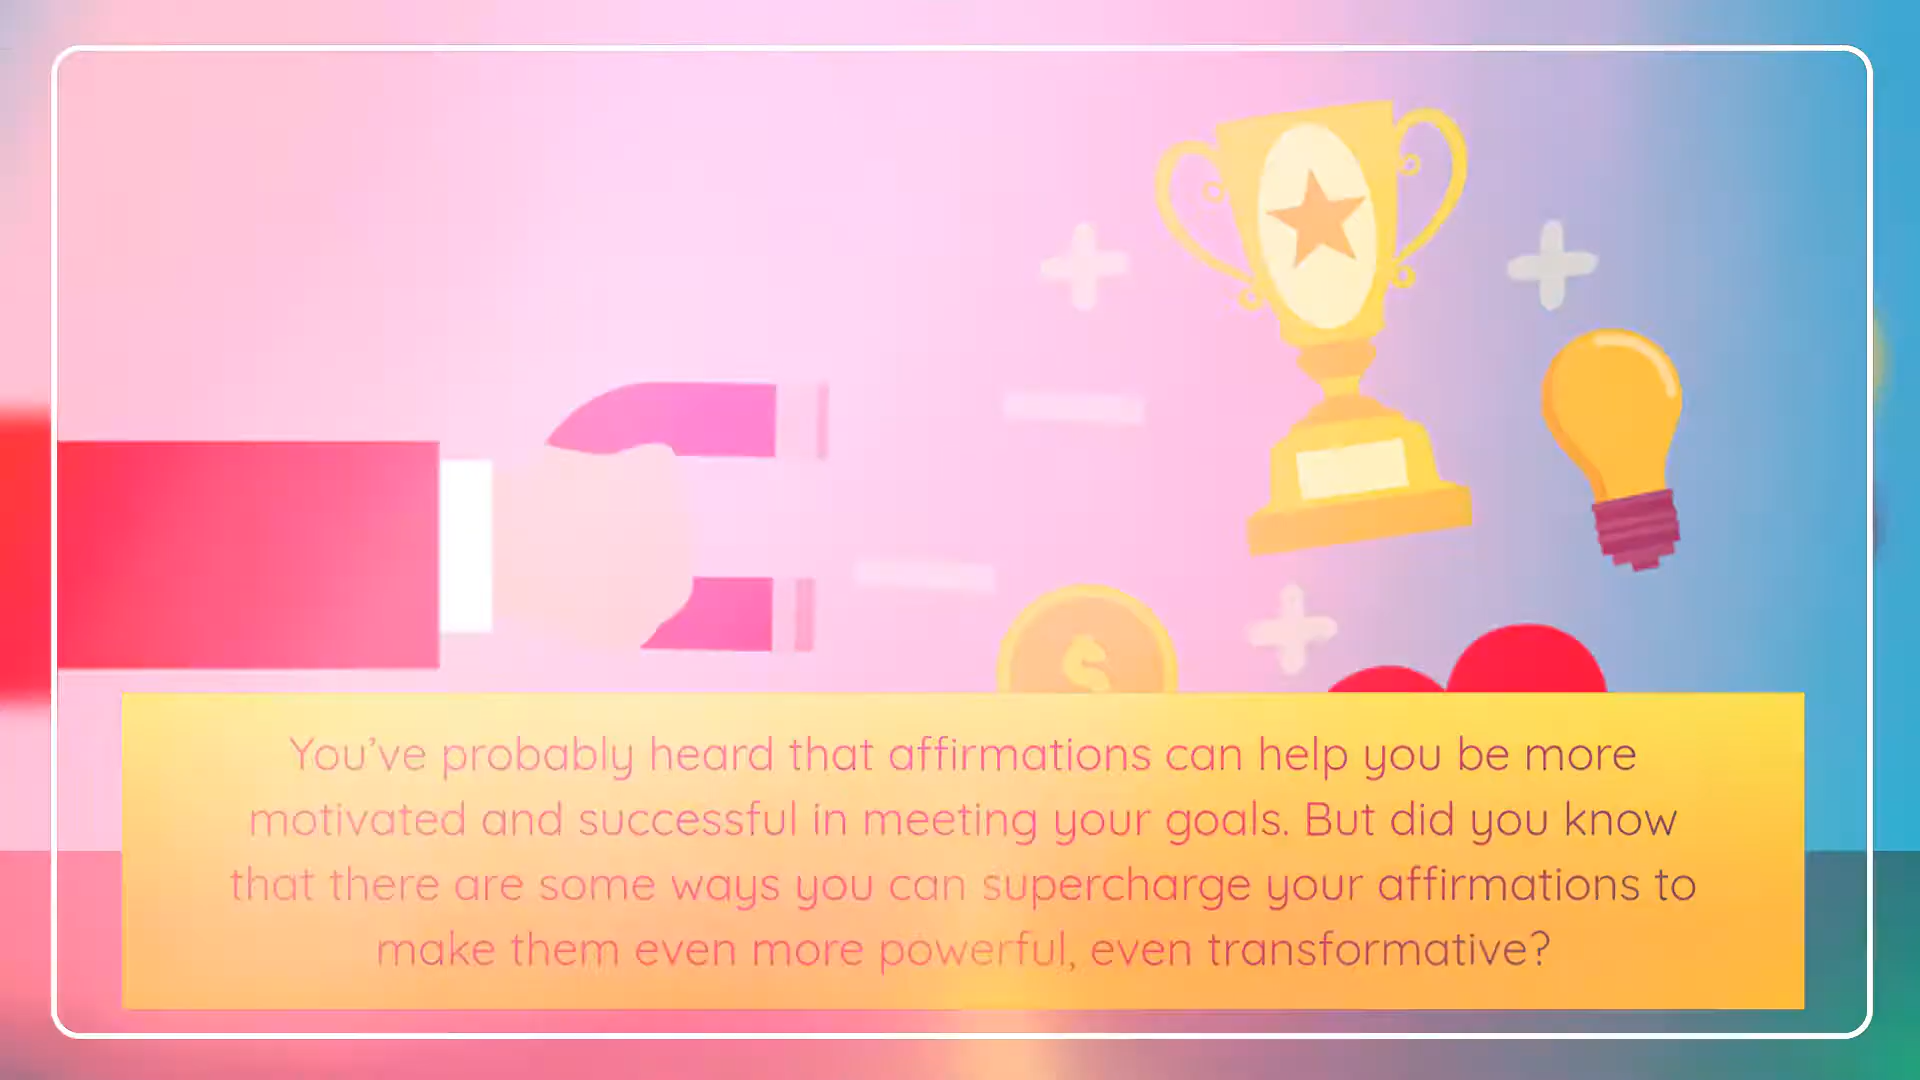 You’ve probably heard that affirmations can help you be more
motivated and successful in meeting your goals. But did you know
that there are some ways you can supercharge your affirmations to
make them even more powerful, even transformative?
$